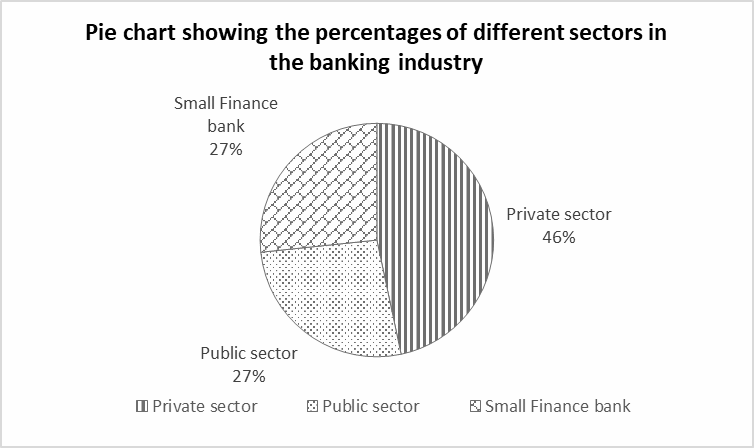 Pie chart showing the percentages of different sectors in
the banking industry
Small Finance
bank
27%
Private sector
46%
Public sector
27%
Private sector
Public sector
Small Finance bank